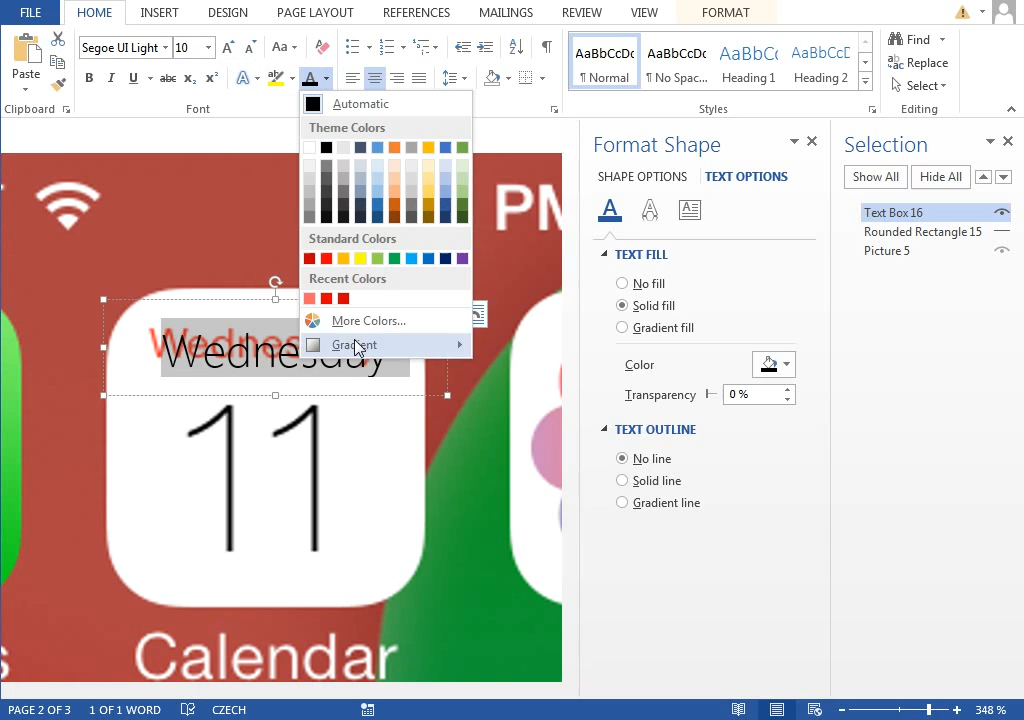 FILE HOME INSERT DESIGN PAGE LAYOUT REFERENCES MAILINGS REVIEW VIEW FORMAT
Paste
Clipboard
Segoe UI Light 10 Aa
B I U abc x₂ x² A ab A
Font
AaBbCcDc AaBbCcDc AaBbCc AaBbCcE
¶ Normal ¶ No Spac... Heading 1 Heading 2
Styles
Find
Replace
Select
Editing
Automatic
Theme Colors
Standard Colors
Recent Colors
More Colors...
Gradient
PM
Wednesday
Wednesday
11
Calendar
s
Format Shape
SHAPE OPTIONS TEXT OPTIONS
TEXT FILL
No fill
Solid fill
Gradient fill
Color
Transparency 0 %
TEXT OUTLINE
No line
Solid line
Gradient line
Selection
Show All Hide All
Text Box 16
Rounded Rectangle 15
Picture 5
PAGE 2 OF 3 1 OF 1 WORD CZECH 348 %